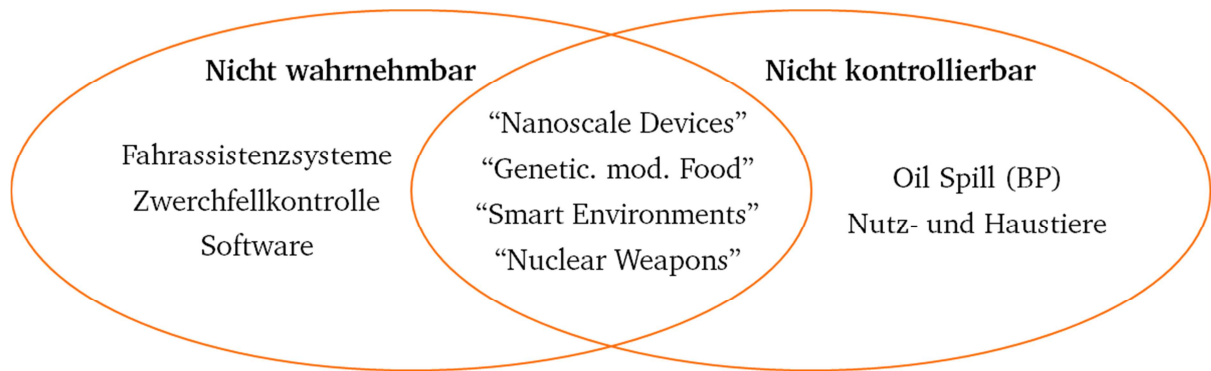 Nicht wahrnehmbar
Nicht kontrollierbar
Fahrassistenzsysteme
Zwerchfellkontrolle
Software
“Nanoscale Devices”
“Genetic. mod. Food”
“Smart Environments”
“Nuclear Weapons”
Oil Spill (BP)
Nutz- und Haustiere